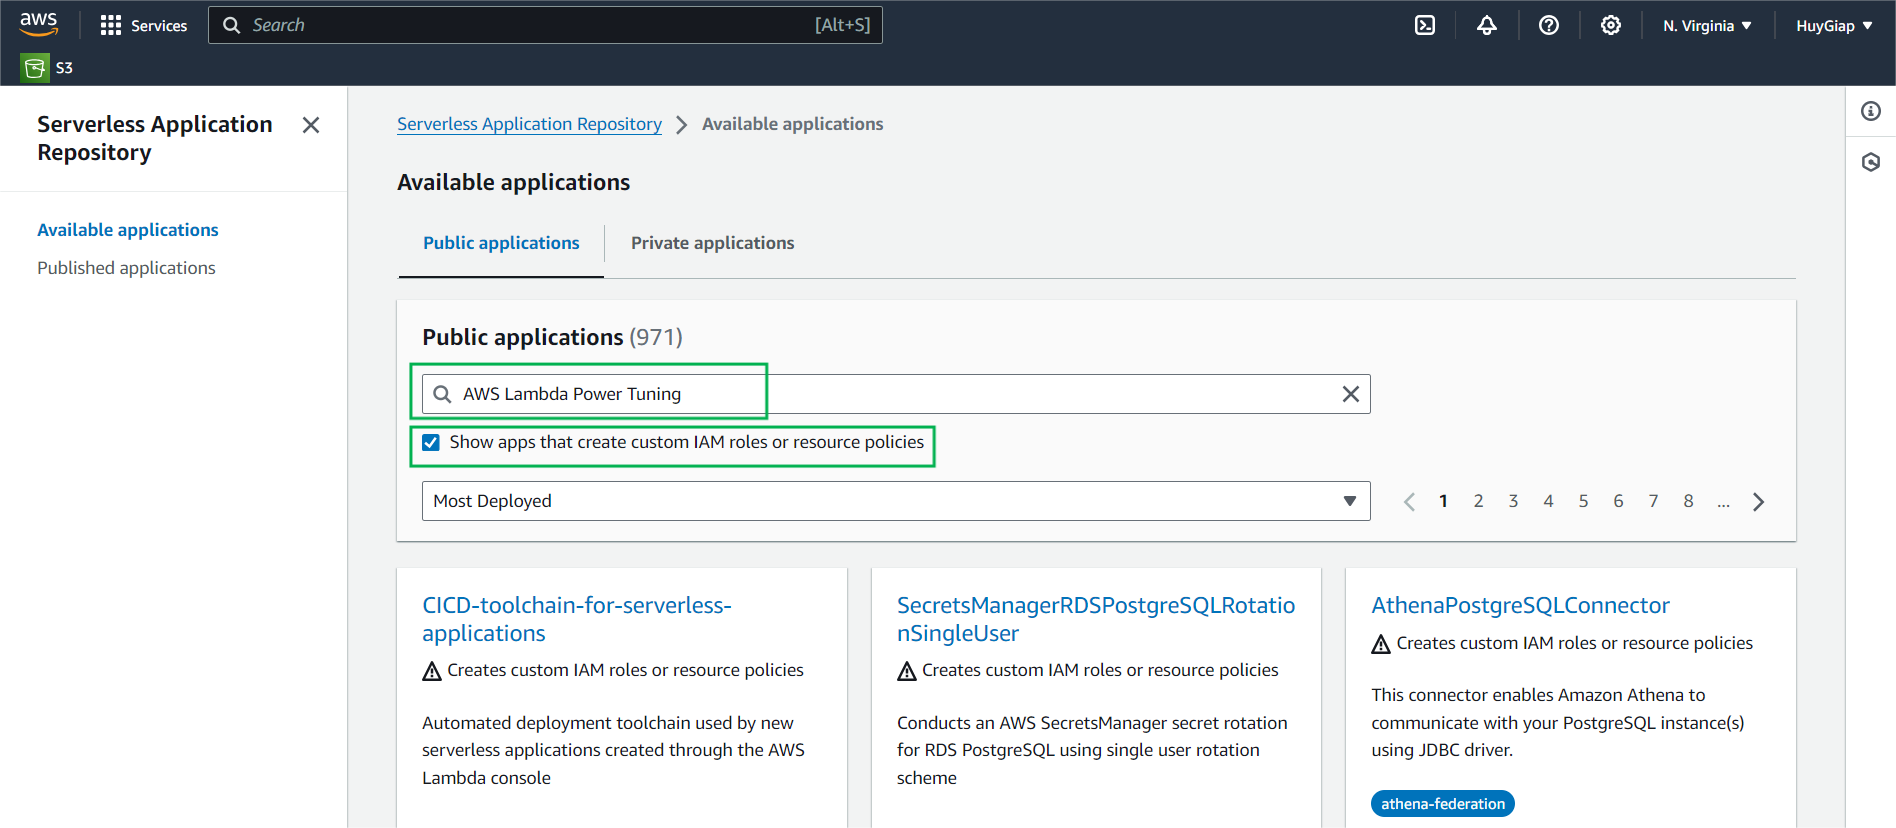 aws
Services
Search
[Alt+S]
N. Virginia
HuyGiap
S3
Serverless Application
Repository
Available applications
Published applications
Serverless Application Repository
Available applications
Available applications
Public applications
Private applications
Public applications (971)
AWS Lambda Power Tuning
Show apps that create custom IAM roles or resource policies
Most Deployed
1 2 3 4 5 6 7 8 ...
CICD-toolchain-for-serverless-
applications
Creates custom IAM roles or resource policies
Automated deployment toolchain used by new
serverless applications created through the AWS
Lambda console
SecretsManagerRDSPostgreSQLRotatio
nSingleUser
Creates custom IAM roles or resource policies
Conducts an AWS SecretsManager secret rotation
for RDS PostgreSQL using single user rotation
scheme
AthenaPostgreSQLConnector
Creates custom IAM roles or resource policies
This connector enables Amazon Athena to
communicate with your PostgreSQL instance(s)
using JDBC driver.
athena-federation